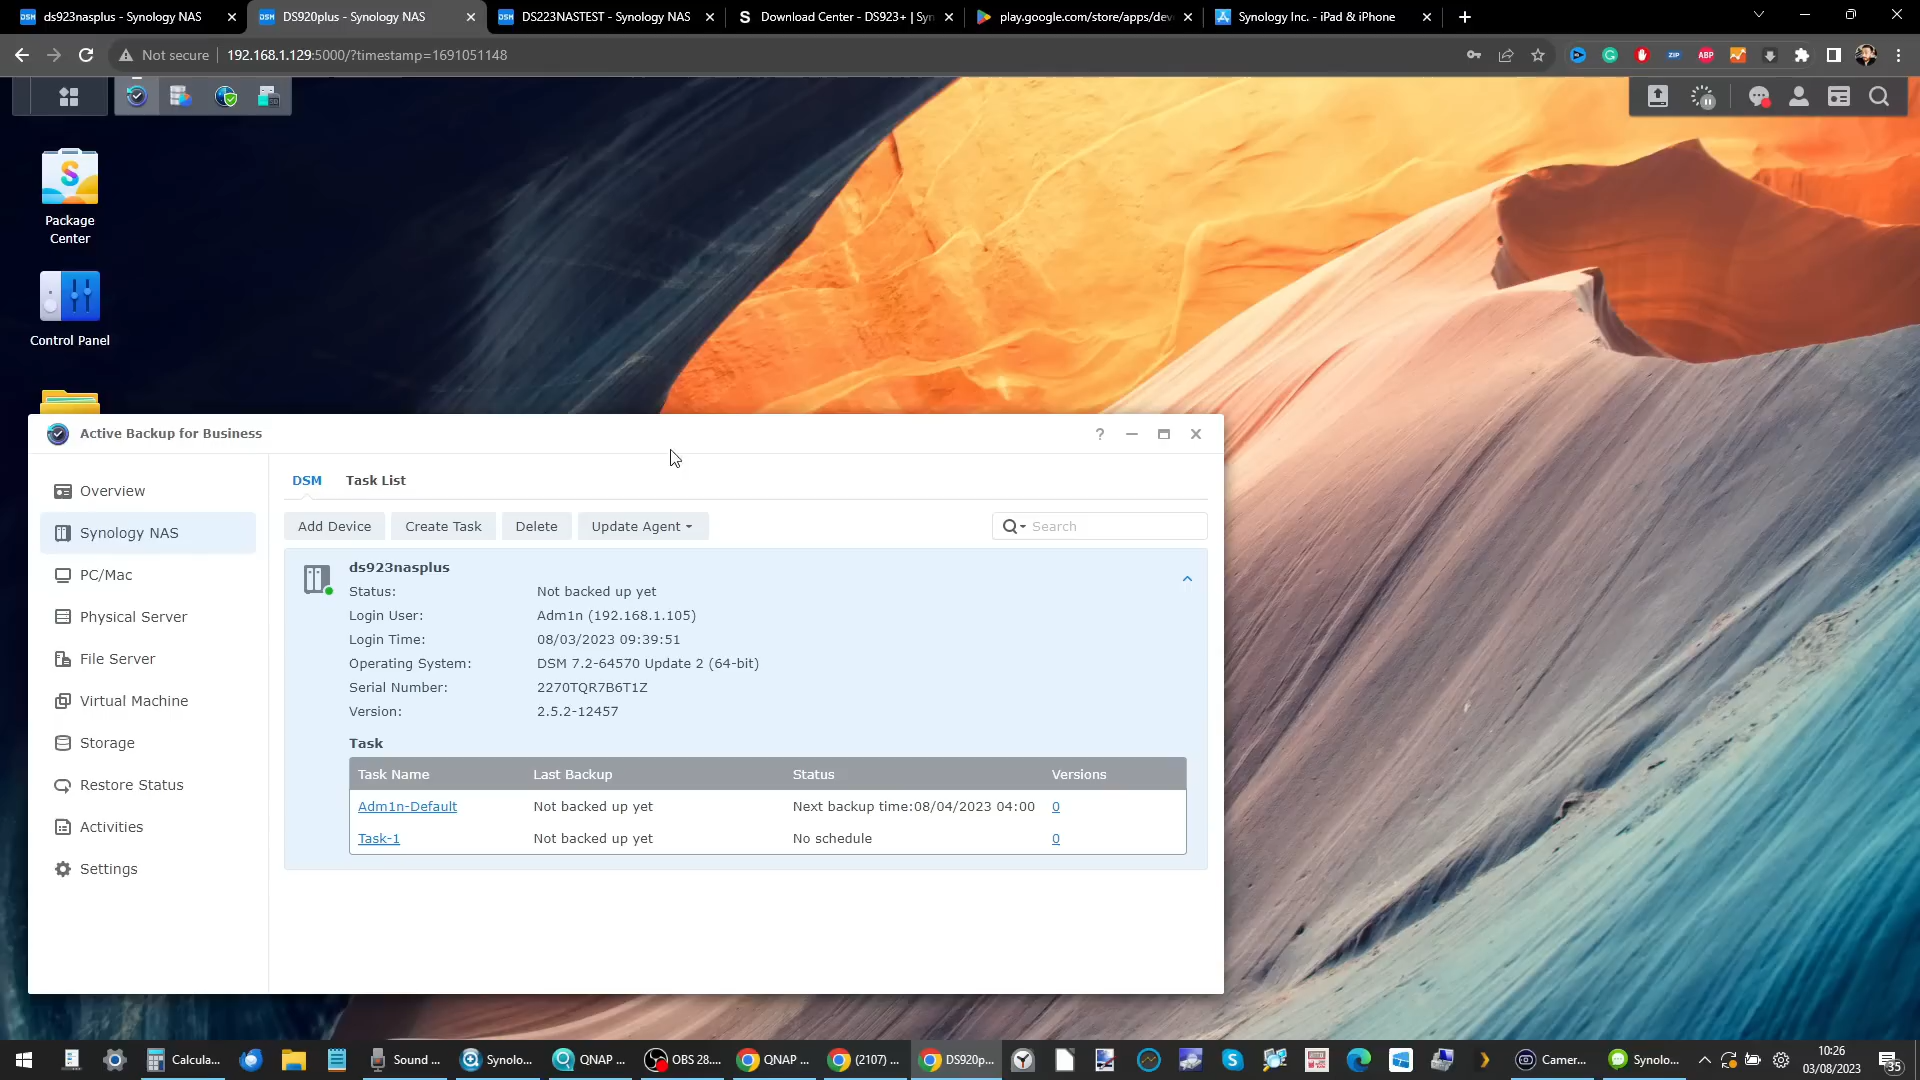 ds923nasplus - Synology NAS
DS920plus - Synology NAS
DS223NASTEST - Synology NAS
Download Center - DS923+ | Syn
play.google.com/store/apps/dev
Synology Inc. - iPad & iPhone
Not secure
192.168.1.129:5000/?timestamp=1691051148
ZIP
ABP
Package
Center
Control Panel
Active Backup for Business
?
Overview
Synology NAS
PC/Mac
Physical Server
File Server
Virtual Machine
Storage
Restore Status
Activities
Settings
DSM
Task List
Add Device
Create Task
Delete
Update Agent
Search
ds923nasplus
Status: Not backed up yet
Login User: Adm1n (192.168.1.105)
Login Time: 08/03/2023 09:39:51
Operating System: DSM 7.2-64570 Update 2 (64-bit)
Serial Number: 2270TQR7B6T1Z
Version: 2.5.2-12457
Task
Task Name Last Backup Status Versions
Adm1n-Default Not backed up yet Next backup time:08/04/2023 04:00 0
Task-1 Not backed up yet No schedule 0
Calcula...
Sound ...
Synolo...
QNAP ...
OBS 28....
QNAP ...
(2107) ...
DS920p...
Camer...
Synolo...
10:26
03/08/2023
35